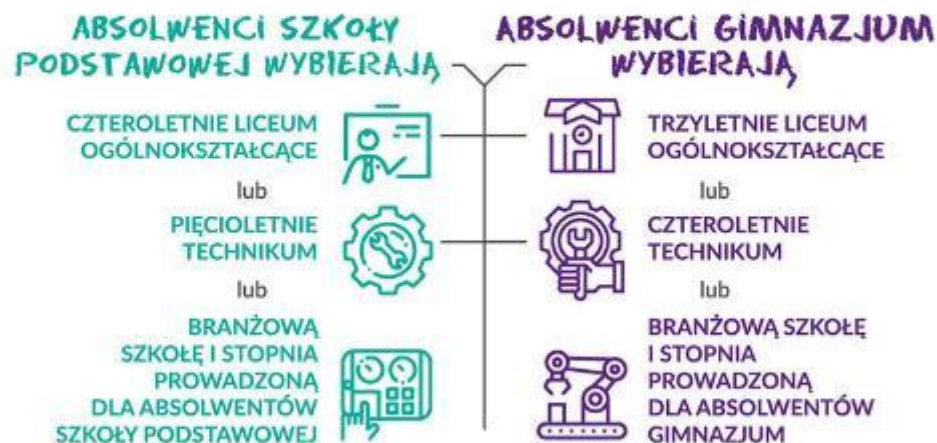 ABSOLWENCI SZKOŁY
PODSTAWOWEJ WYBIERAJĄ
CZTEROLETNIE LICEUM
OGÓLNOKSZTAŁCĄCE
lub
PIĘCIOLETNIE
TECHNIKUM
lub
BRANŻOWĄ
SZKOŁĘ I STOPNIA
PROWADZONĄ
DLA ABSOLWENTÓW
SZKOŁY PODSTAWOWEJ
ABSOLWENCI GIMNAZJUM
WYBIERAJĄ
TRZYLETNIE LICEUM
OGÓLNOKSZTAŁCĄCE
lub
CZTEROLETNIE
TECHNIKUM
lub
BRANŻOWĄ SZKOŁĘ
I STOPNIA
PROWADZONĄ
DLA ABSOLWENTÓW
GIMNAZJUM